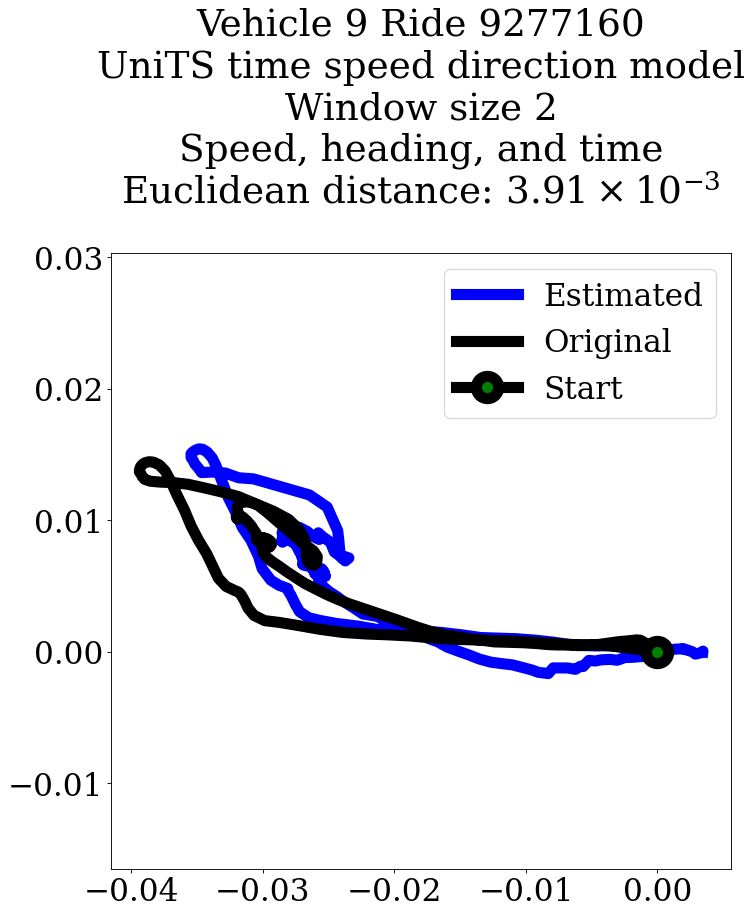 Vehicle 9 Ride 9277160
UniTS time speed direction model
Window size 2
Speed, heading, and time
Euclidean distance: 3.91 × 10⁻³
0.03
0.02
0.01
0.00
−0.01
Estimated
Original
Start
−0.04 −0.03 −0.02 −0.01 0.00